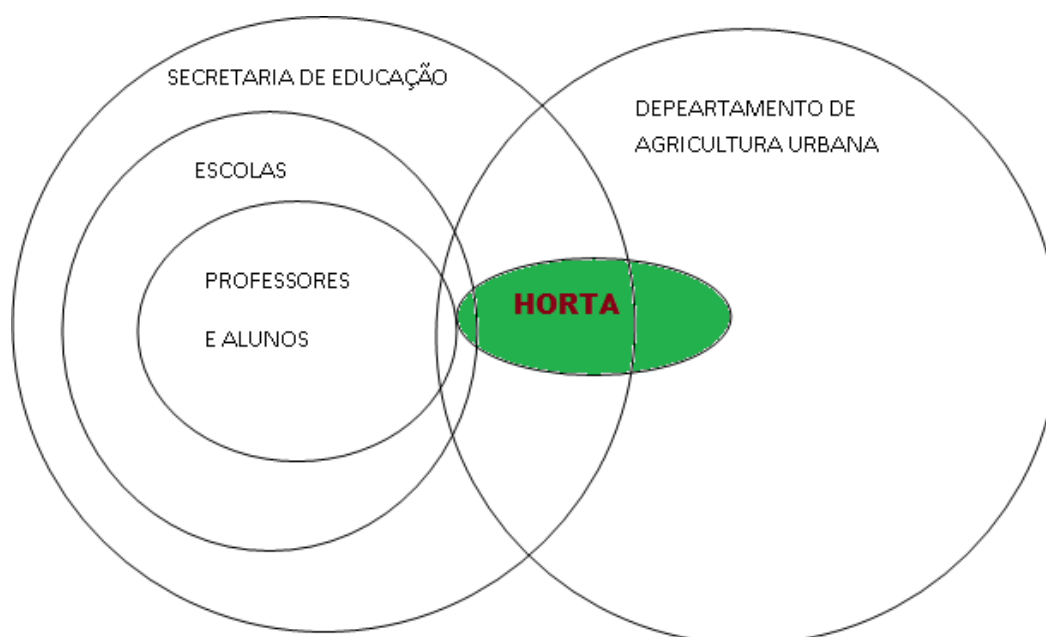 SECRETARIA DE EDUCAÇÃO
DEPEARTAMENTO DE
AGRICULTURA URBANA
ESCOLAS
PROFESSORES
E ALUNOS
HORTA